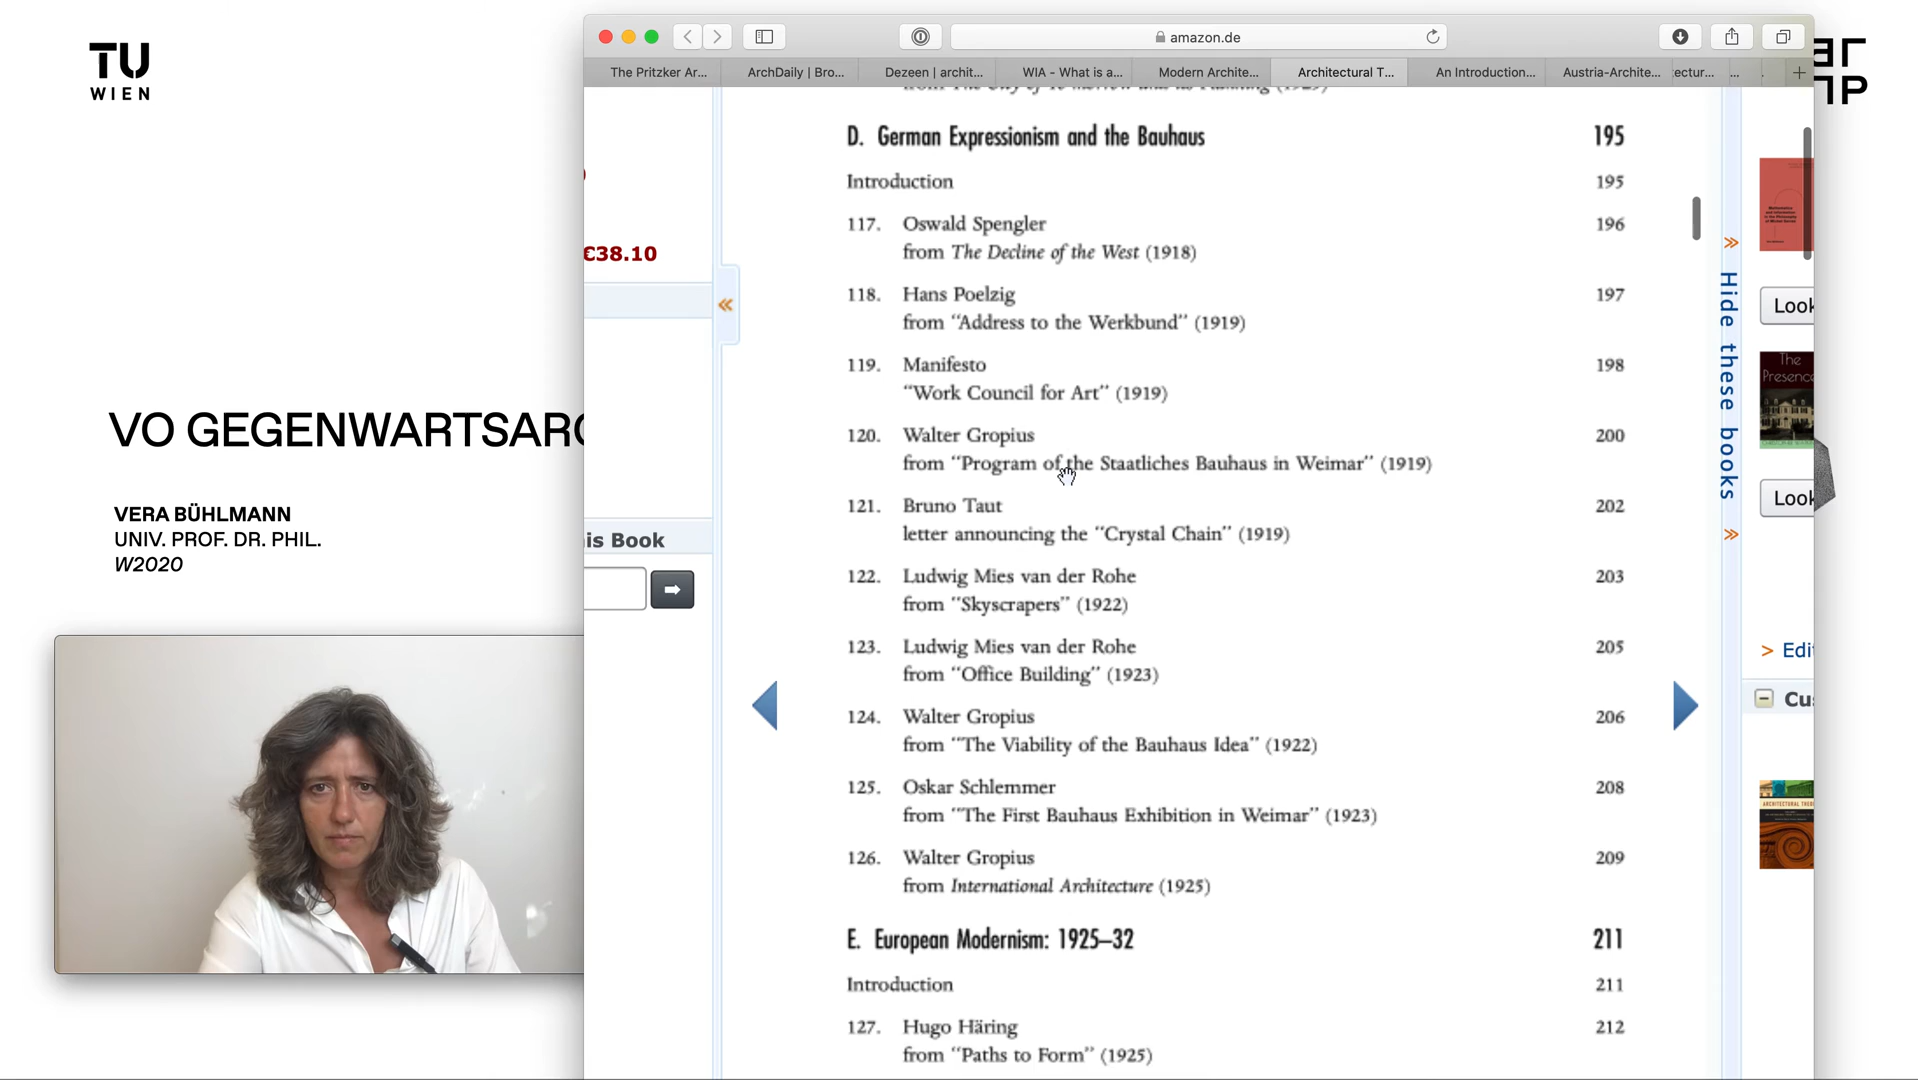 TU
WIEN
VO GEGENWARTSARC
VERA BÜHLMANN
UNIV. PROF. DR. PHIL.
W2020
amazon.de
The Pritzker Ar...
ArchDaily | Bro...
Dezeen | archit...
WIA - What is a...
Modern Archite...
Architectural T...
An Introduction...
Austria-Archite...
ectur...
...
€38.10
is Book
D. German Expressionism and the Bauhaus 195
Introduction 195
117. Oswald Spengler 196
from The Decline of the West (1918)
118. Hans Poelzig 197
from “Address to the Werkbund” (1919)
119. Manifesto 198
“Work Council for Art” (1919)
120. Walter Gropius 200
from “Program of the Staatliches Bauhaus in Weimar” (1919)
121. Bruno Taut 202
letter announcing the “Crystal Chain” (1919)
122. Ludwig Mies van der Rohe 203
from “Skyscrapers” (1922)
123. Ludwig Mies van der Rohe 205
from “Office Building” (1923)
124. Walter Gropius 206
from “The Viability of the Bauhaus Idea” (1922)
125. Oskar Schlemmer 208
from “The First Bauhaus Exhibition in Weimar” (1923)
126. Walter Gropius 209
from International Architecture (1925)
E. European Modernism: 1925–32 211
Introduction 211
127. Hugo Häring 212
from “Paths to Form” (1925)
Hide these books
Look
The
Presence
Look
> Edi
Cus
ARCHITECTURAL THE